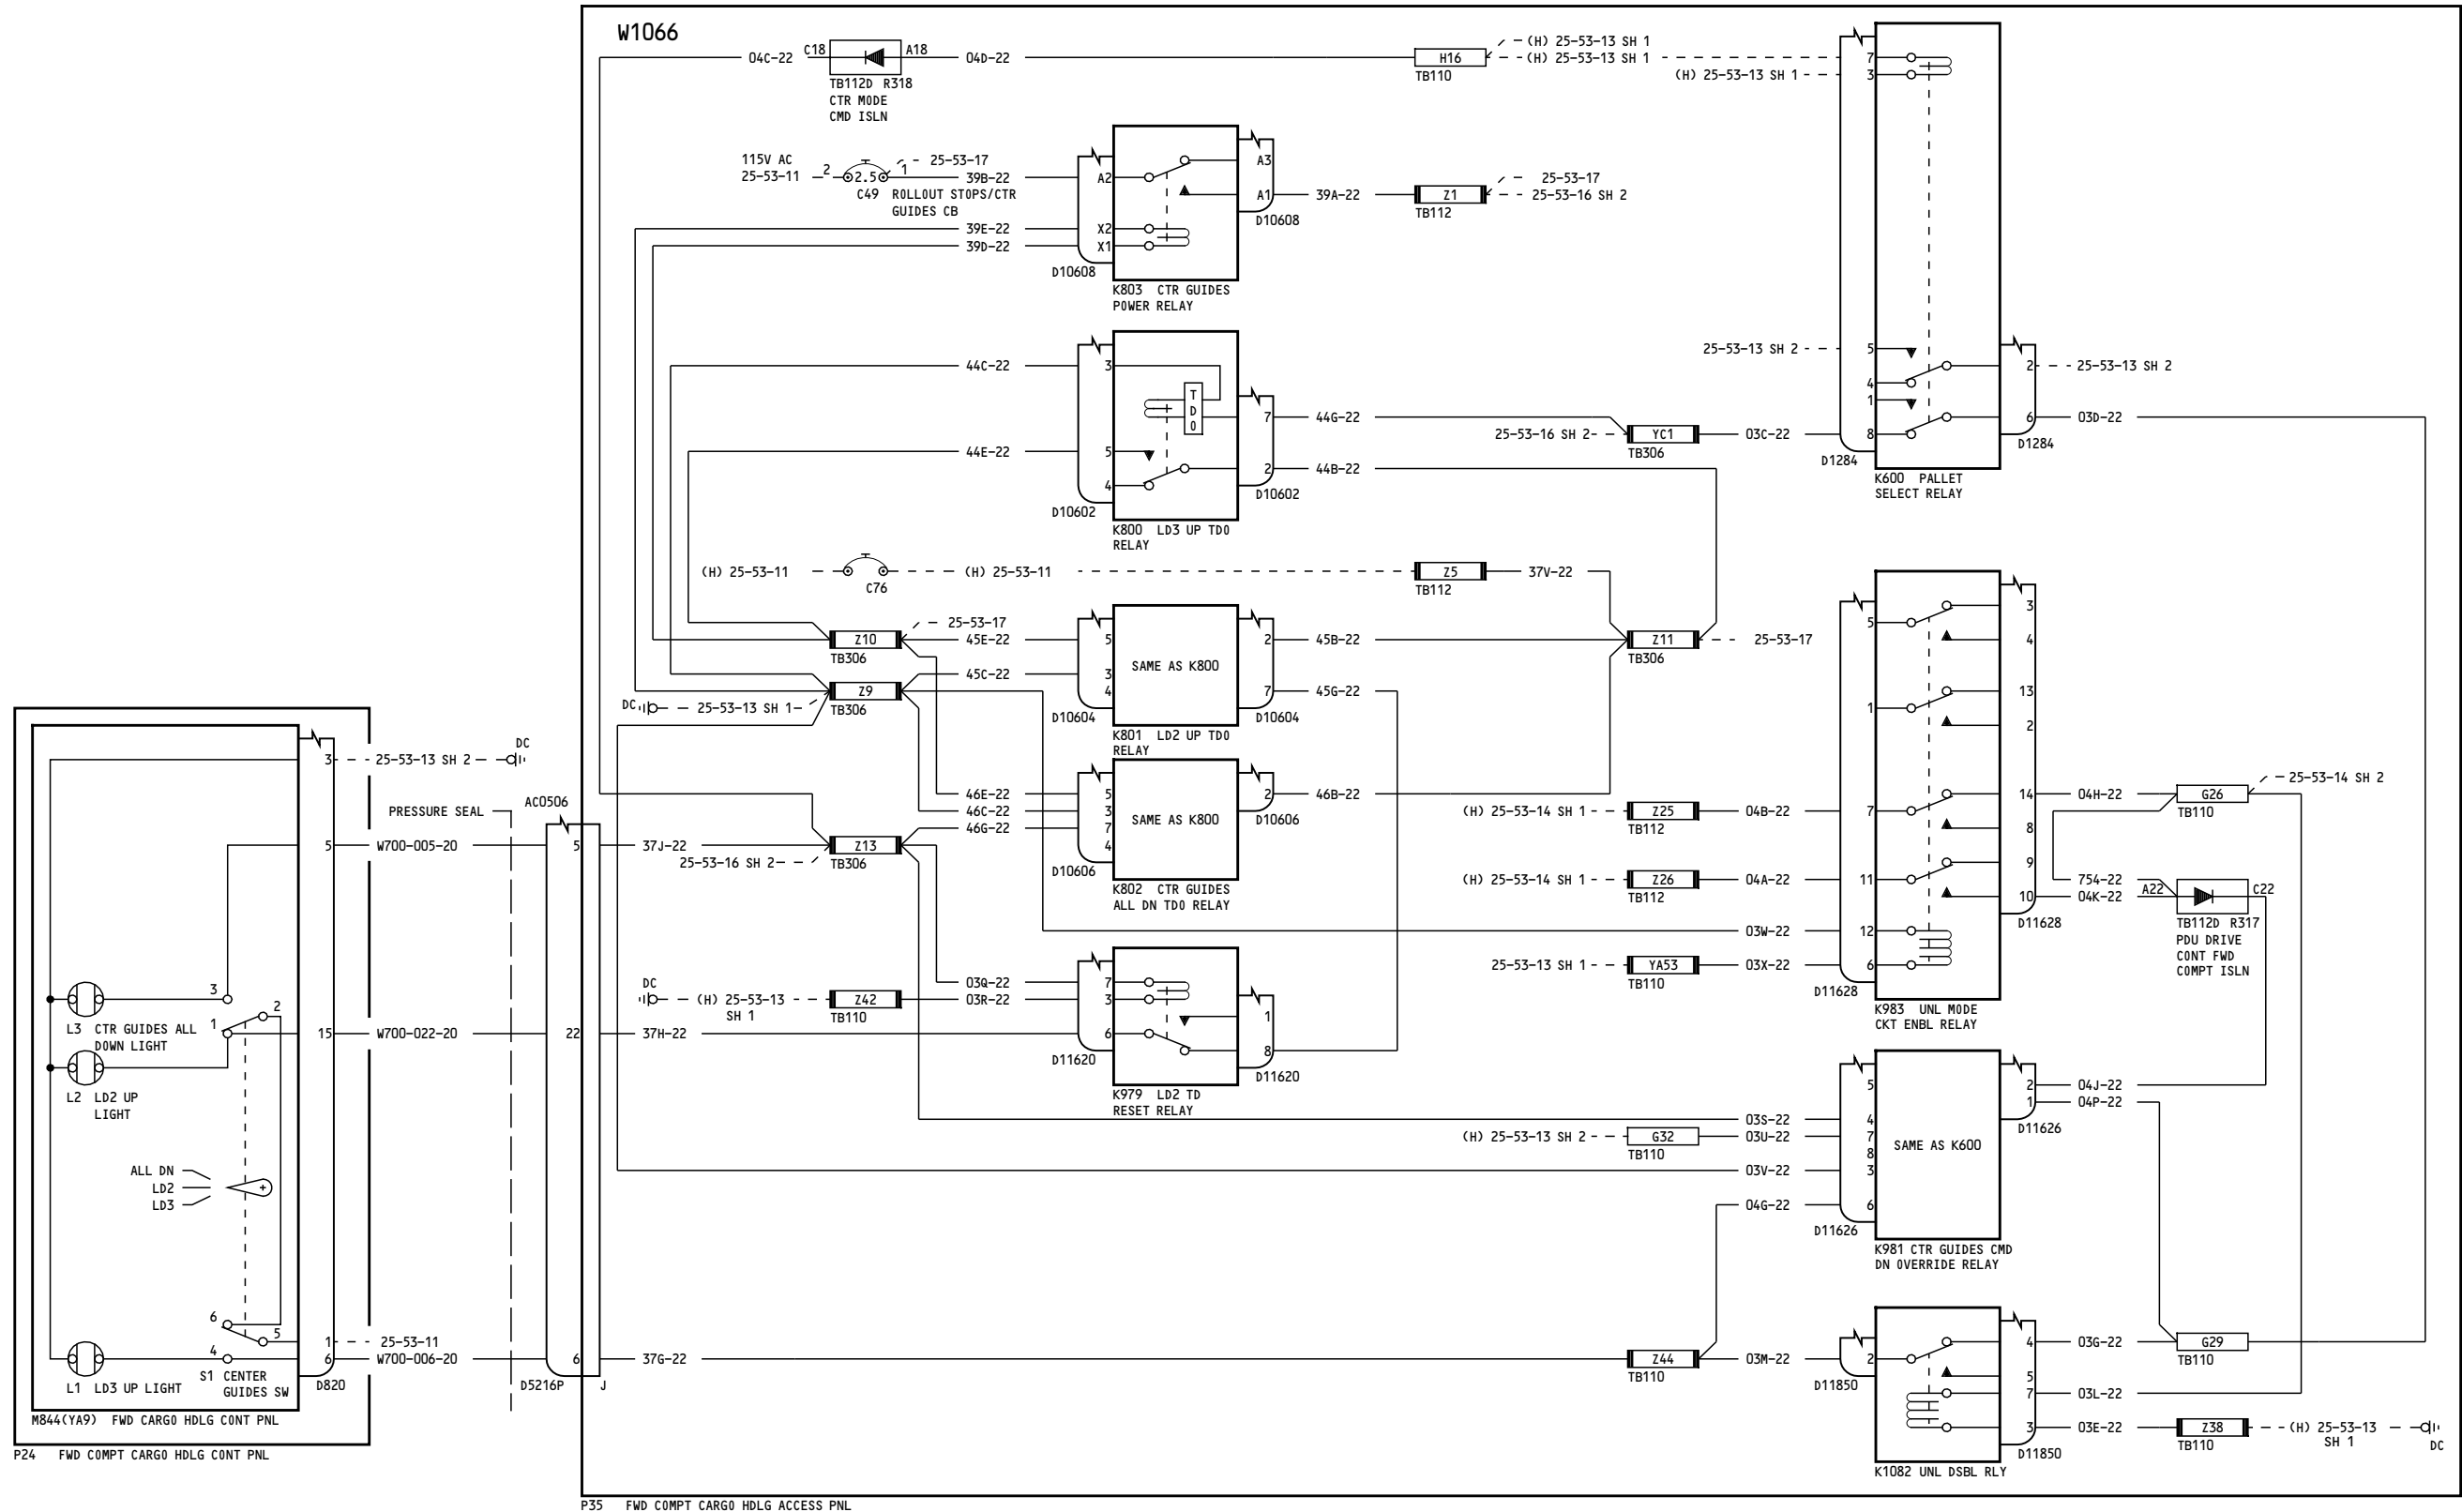 W1066
04C-22
C18
A18
04D-22
TB112D R318
CTR MODE
CMD ISLN
H16
TB110
(H) 25-53-13 SH 1
(H) 25-53-13 SH 1
(H) 25-53-13 SH 1
7
3
115V AC
25-53-11
2
2.5
1
25-53-17
39B-22
C49 ROLLOUT STOPS/CTR
GUIDES CB
A2
A3
A1
39A-22
Z1
TB112
25-53-17
25-53-16 SH 2
39E-22
X2
39D-22
X1
D10608
D10608
K803 CTR GUIDES
POWER RELAY
44C-22
3
T
D
O
7
44G-22
44E-22
5
4
2
44B-22
D10602
D10602
K800 LD3 UP TDO
RELAY
25-53-16 SH 2
YC1
TB306
03C-22
25-53-13 SH 2
5
4
1
8
2
25-53-13 SH 2
6
03D-22
D1284
D1284
K600 PALLET
SELECT RELAY
(H) 25-53-11
C76
(H) 25-53-11
Z5
TB112
37V-22
Z10
TB306
25-53-17
45E-22
5
2
45B-22
Z11
TB306
25-53-17
SAME AS K800
45C-22
3
4
7
45G-22
Z9
TB306
DC
25-53-13 SH 1
D10604
D10604
K801 LD2 UP TDO
RELAY
46E-22
46C-22
46G-22
5
3
7
4
SAME AS K800
2
46B-22
D10606
D10606
K802 CTR GUIDES
ALL DN TDO RELAY
3
25-53-13 SH 2
DC
PRESSURE SEAL
AC0506
5
W700-005-20
5
37J-22
25-53-16 SH 2
Z13
TB306
DC
(H) 25-53-13
SH 1
Z42
TB110
03Q-22
03R-22
7
3
6
1
8
D11620
D11620
K979 LD2 TD
RESET RELAY
15
W700-022-20
22
37H-22
5
1
7
11
12
6
3
4
13
2
14
8
9
10
(H) 25-53-14 SH 1
Z25
TB112
04B-22
(H) 25-53-14 SH 1
Z26
TB112
04A-22
03W-22
25-53-13 SH 1
YA53
TB110
03X-22
D11628
D11628
K983 UNL MODE
CKT ENBL RELAY
04H-22
G26
TB110
25-53-14 SH 2
754-22
04K-22
A22
C22
TB112D R317
PDU DRIVE
CONT FWD
COMPT ISLN
03S-22
(H) 25-53-13 SH 2
G32
TB110
03U-22
03V-22
04G-22
5
4
7
8
3
6
SAME AS K600
2
04J-22
1
04P-22
D11626
D11626
K981 CTR GUIDES CMD
DN OVERRIDE RELAY
L3 CTR GUIDES ALL
DOWN LIGHT
3
2
1
L2 LD2 UP
LIGHT
ALL DN
LD2
LD3
6
5
4
L1 LD3 UP LIGHT
S1 CENTER
GUIDES SW
1
25-53-11
6
W700-006-20
6
37G-22
D820
D5216P
J
M844(YA9) FWD CARGO HDLG CONT PNL
P24 FWD COMPT CARGO HDLG CONT PNL
Z44
TB110
03M-22
2
D11850
4
5
7
3
03G-22
G29
TB110
03L-22
03E-22
Z38
TB110
(H) 25-53-13
SH 1
DC
D11850
K1082 UNL DSBL RLY
P35 FWD COMPT CARGO HDLG ACCESS PNL